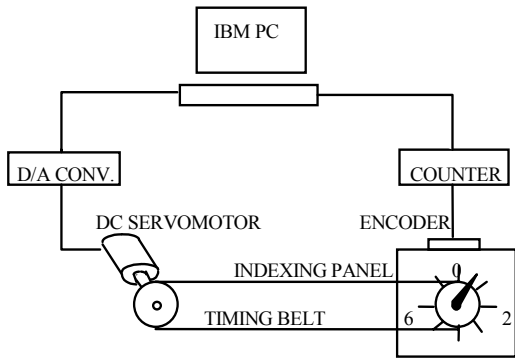 IBM PC
D/A CONV.
COUNTER
DC SERVOMOTOR
ENCODER
INDEXING PANEL
0
TIMING BELT
6
2